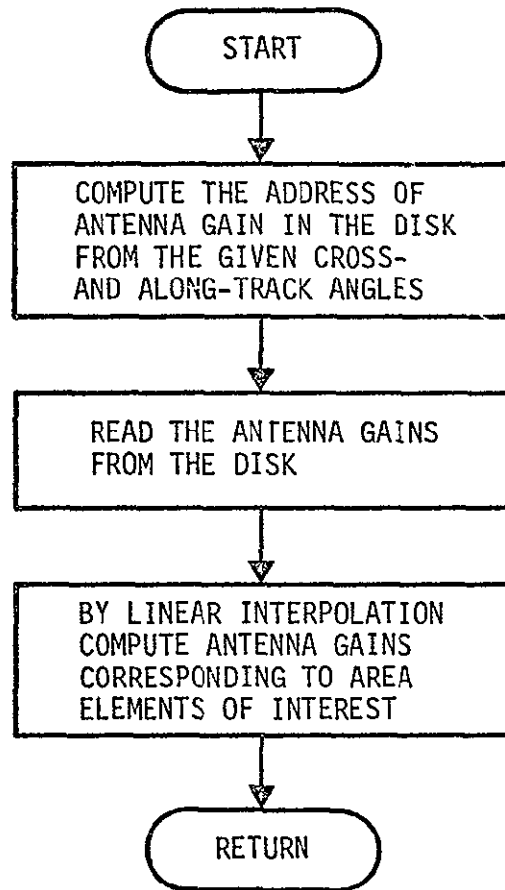 START
COMPUTE THE ADDRESS OF
ANTENNA GAIN IN THE DISK
FROM THE GIVEN CROSS-
AND ALONG-TRACK ANGLES
READ THE ANTENNA GAINS
FROM THE DISK
BY LINEAR INTERPOLATION
COMPUTE ANTENNA GAINS
CORRESPONDING TO AREA
ELEMENTS OF INTEREST
RETURN